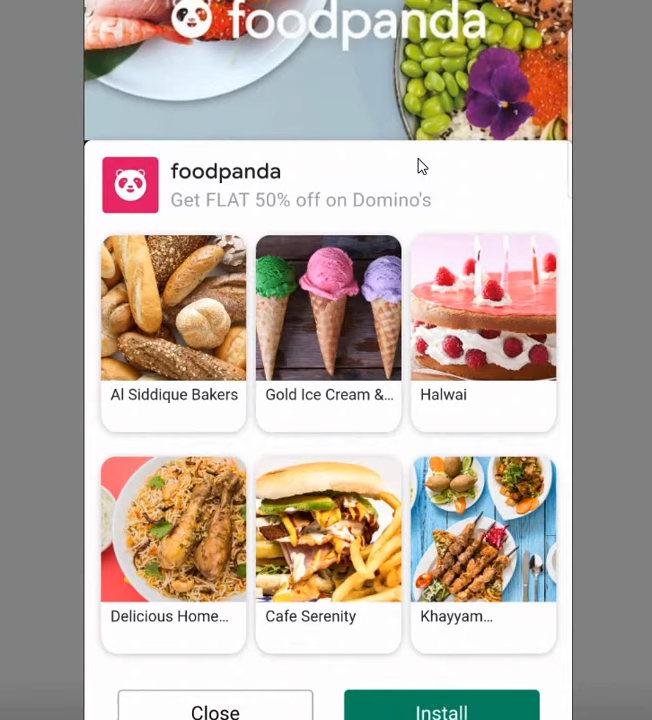 foodpanda
foodpanda
Get FLAT 50% off on Domino's
Al Siddique Bakers
Gold Ice Cream &...
Halwai
Delicious Home...
Cafe Serenity
Khayyam...
Close
Install